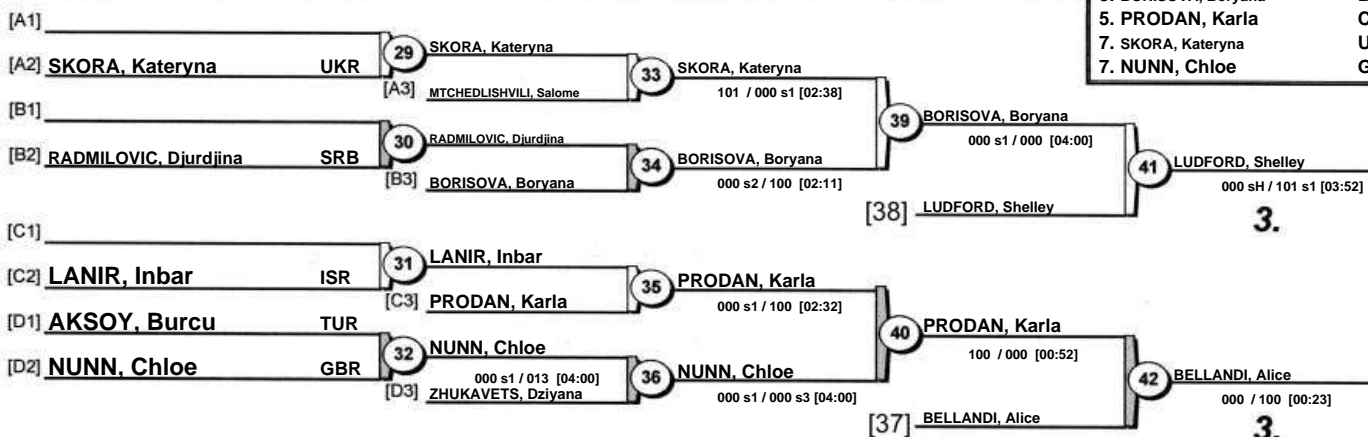 5. PRODAN, Karla
7. SKORA, Kateryna
7. NUNN, Chloe G
[A1]
[A2] SKORA, Kateryna UKR
29 SKORA, Kateryna
[A3] MTCHEDLISHVILI, Salome
33 SKORA, Kateryna
101 / 000 s1 [02:38]
[B1]
[B2] RADMILOVIC, Djurdjina SRB
30 RADMILOVIC, Djurdjina
[B3] BORISOVA, Boryana
34 BORISOVA, Boryana
000 s2 / 100 [02:11]
39 BORISOVA, Boryana
000 s1 / 000 [04:00]
[38] LUDFORD, Shelley
41 LUDFORD, Shelley
000 sH / 101 s1 [03:52]
3.
[C1]
[C2] LANIR, Inbar ISR
31 LANIR, Inbar
[C3] PRODAN, Karla
35 PRODAN, Karla
000 s1 / 100 [02:32]
[D1] AKSOY, Burcu TUR
[D2] NUNN, Chloe GBR
32 NUNN, Chloe
000 s1 / 013 [04:00]
[D3] ZHUKAVETS, Dziyana
36 NUNN, Chloe
000 s1 / 000 s3 [04:00]
40 PRODAN, Karla
100 / 000 [00:52]
[37] BELLANDI, Alice
42 BELLANDI, Alice
000 / 100 [00:23]
3.